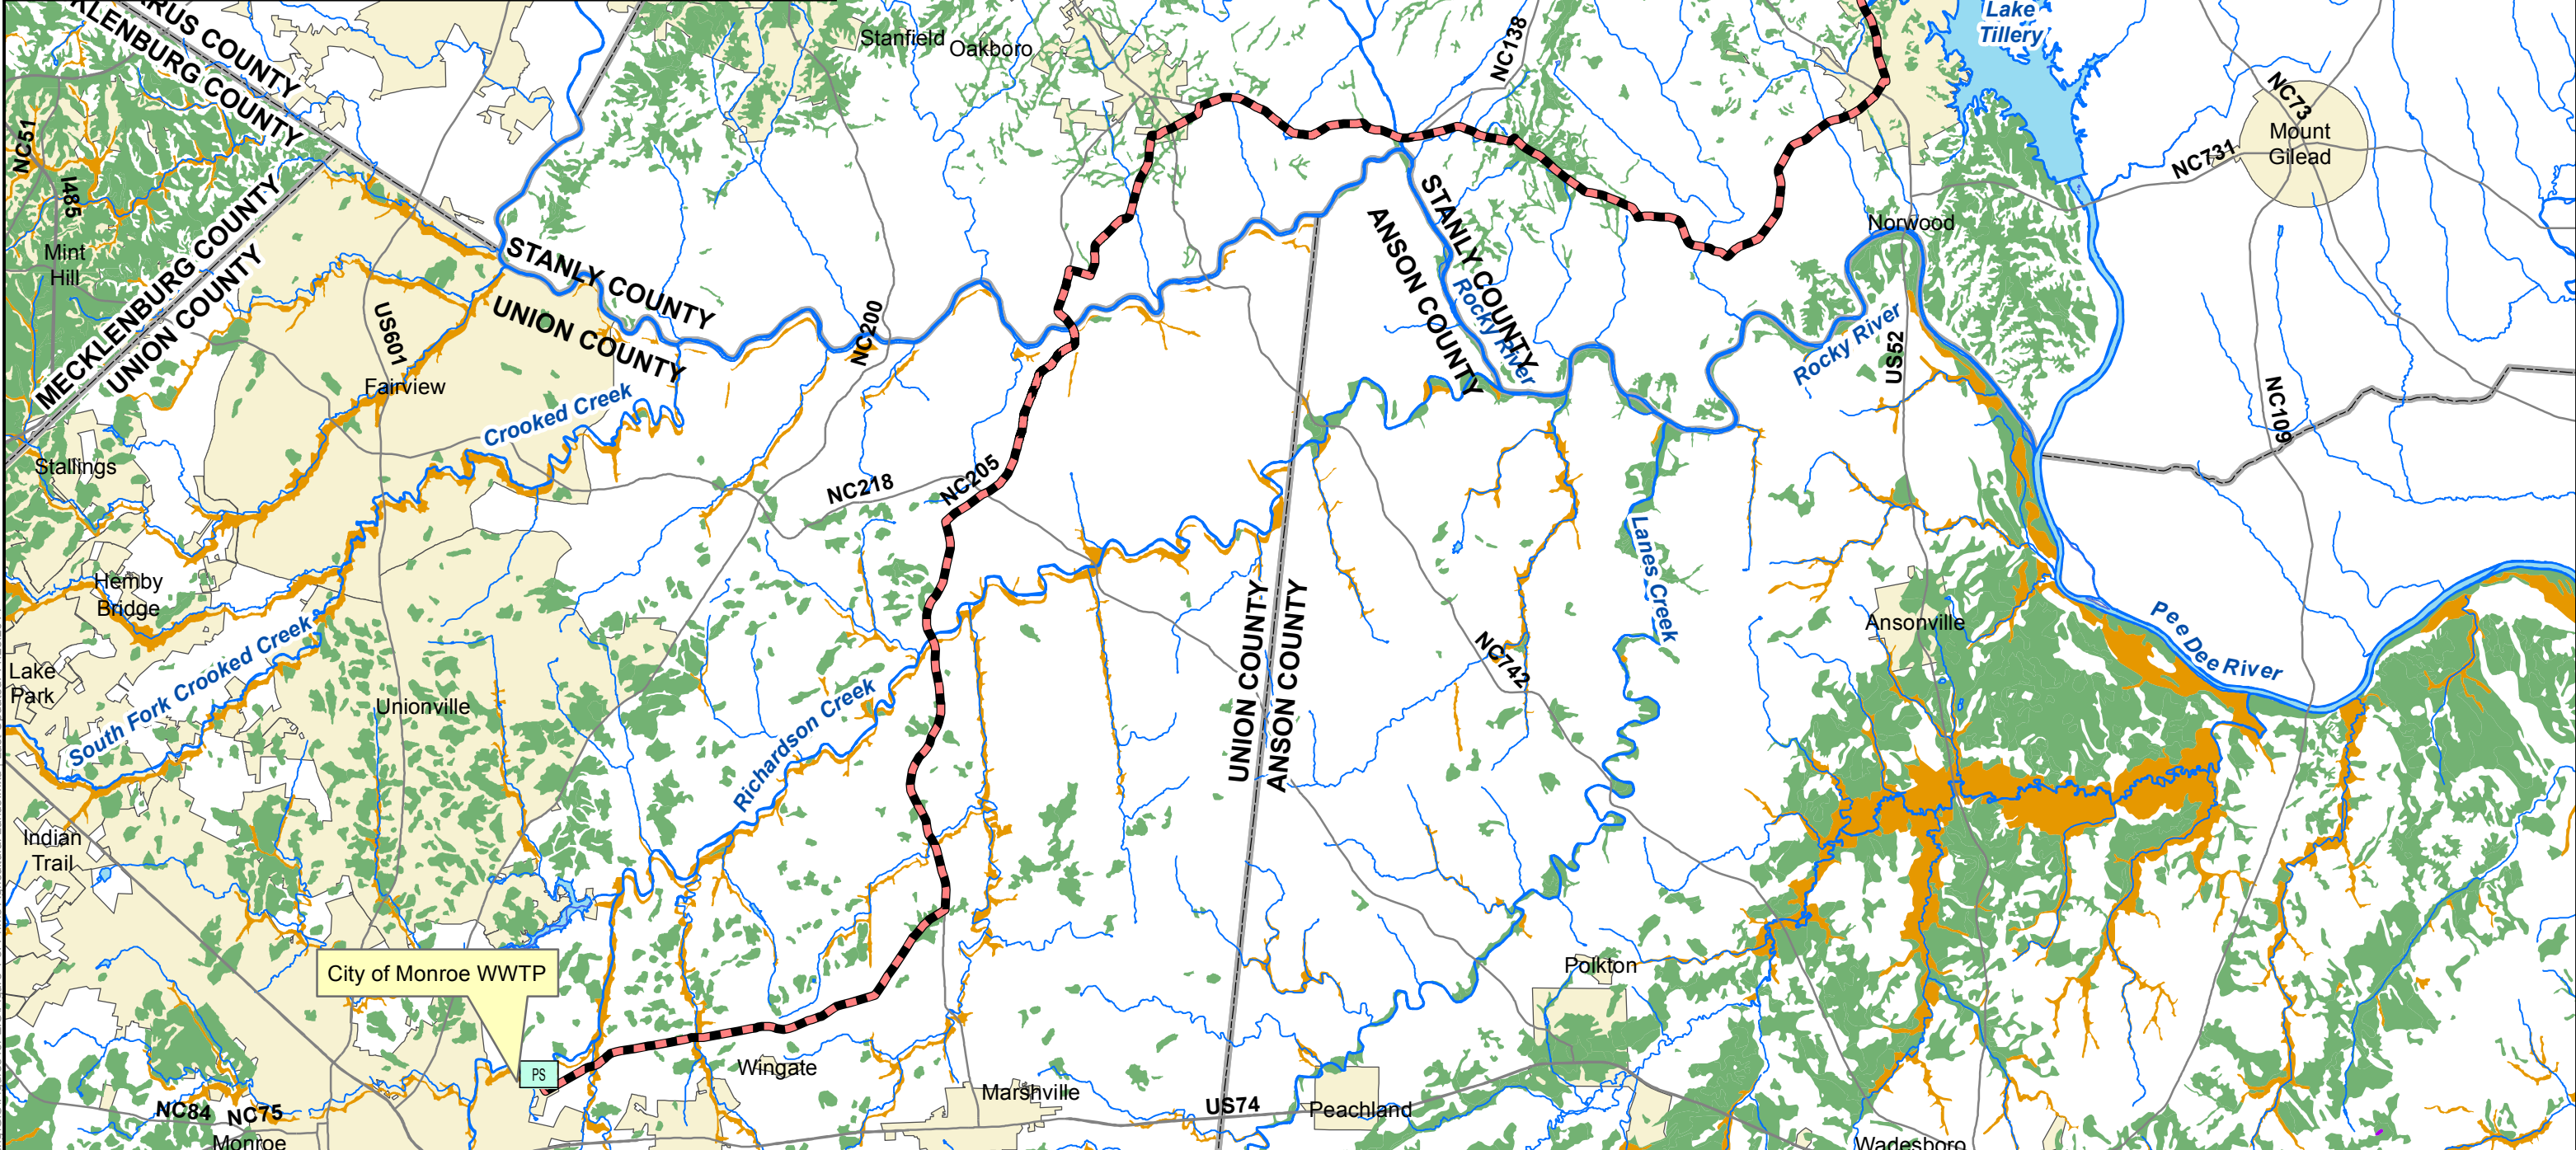 RUS COUNTY
KLENBURG COUNTY
Stanfield
Oakboro
NC138
Lake
Tillery
NC73
Mount
Gilead
NC731
NC51
I485
Mint
Hill
MECKLENBURG COUNTY
UNION COUNTY
STANLY COUNTY
UNION COUNTY
US601
Fairview
Crooked Creek
NC200
STANLY COUNTY
ANSON COUNTY
Rocky River
Norwood
Rocky River
US52
NC109
Stallings
NC218
NC205
Hemby
Bridge
Lanes Creek
UNION COUNTY
ANSON COUNTY
NC742
Ansonville
Pee Dee River
Lake
Park
South Fork Crooked Creek
Unionville
Richardson Creek
Indian
Trail
City of Monroe WWTP
PS
Polkton
Wingate
Marshville
US74
Peachland
NC84
NC75
Monroe
Wadesboro